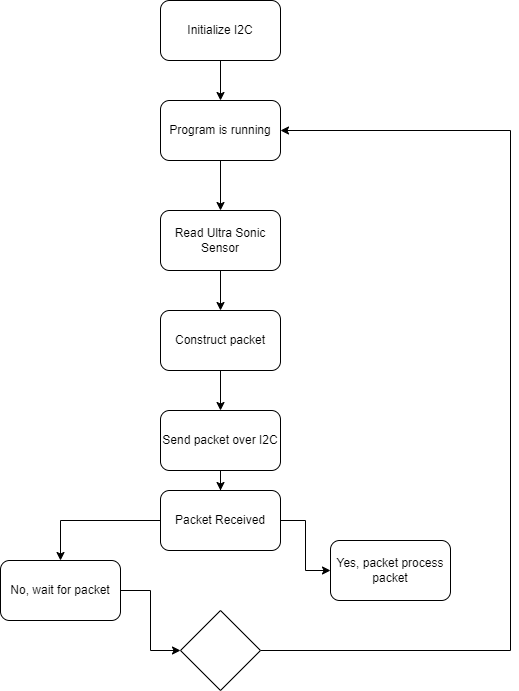 Initialize I2C
Program is running
Read Ultra Sonic
Sensor
Construct packet
Send packet over I2C
Packet Received
Yes, packet process
packet
No, wait for packet